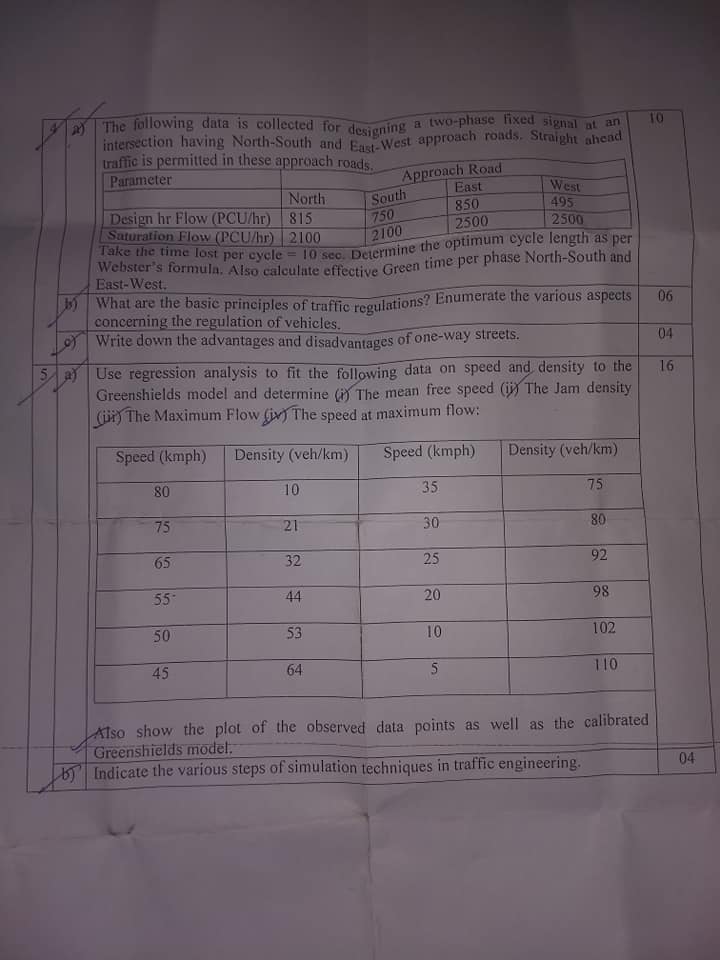 4 a) The following data is collected for designing a two-phase fixed signal at an 10
intersection having North-South and East-West approach roads. Straight ahead
traffic is permitted in these approach roads.
Parameter Approach Road
North South East West
Design hr Flow (PCU/hr) 815 750 850 495
Saturation Flow (PCU/hr) 2100 2100 2500 2500
Take the time lost per cycle = 10 sec. Determine the optimum cycle length as per
Webster's formula. Also calculate effective Green time per phase North-South and
East-West.
b) What are the basic principles of traffic regulations? Enumerate the various aspects 06
concerning the regulation of vehicles.
c) Write down the advantages and disadvantages of one-way streets. 04
5 a) Use regression analysis to fit the following data on speed and density to the 16
Greenshields model and determine (i) The mean free speed (ii) The Jam density
(iii) The Maximum Flow (iv) The speed at maximum flow:
Speed (kmph) Density (veh/km) Speed (kmph) Density (veh/km)
80 10 35 75
75 21 30 80
65 32 25 92
55 44 20 98
50 53 10 102
45 64 5 110
Also show the plot of the observed data points as well as the calibrated
Greenshields model.
b) Indicate the various steps of simulation techniques in traffic engineering. 04